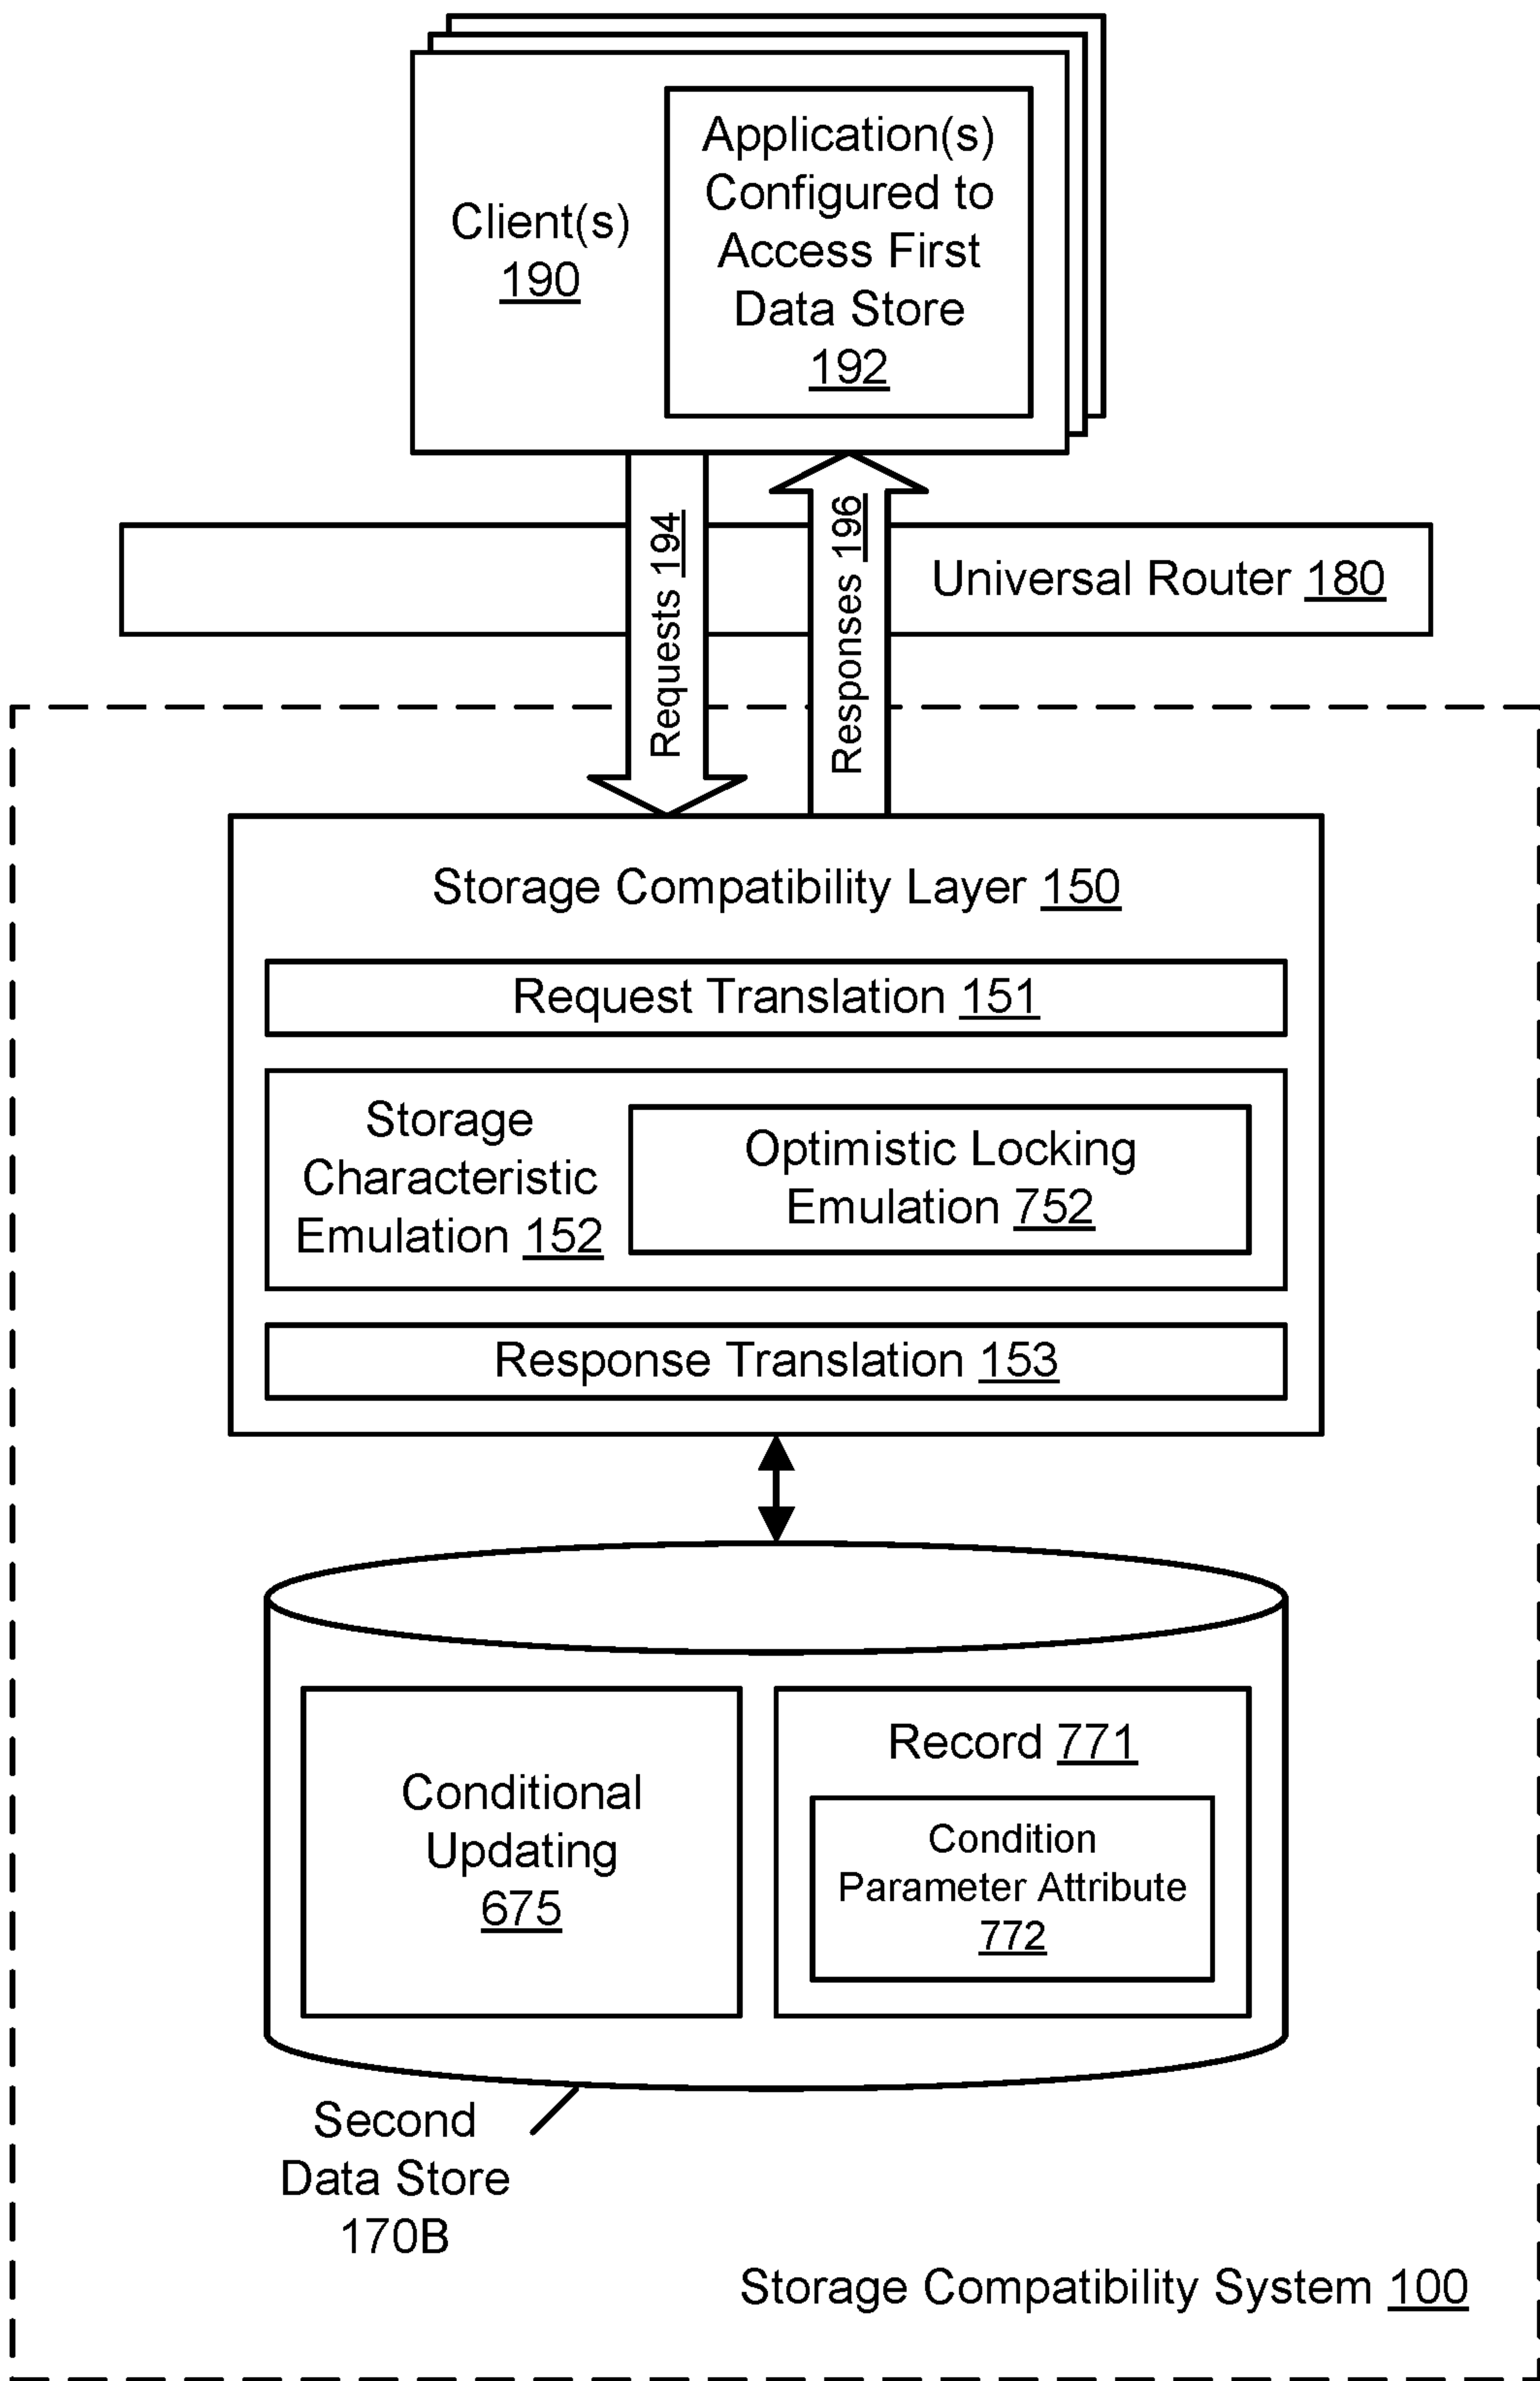 Client(s)
190
Application(s)
Configured to
Access First
Data Store
192
Requests 194
Responses 196
Universal Router 180
Storage Compatibility Layer 150
Request Translation 151
Storage
Characteristic
Emulation 152
Optimistic Locking
Emulation 752
Response Translation 153
Conditional
Updating
675
Record 771
Condition
Parameter Attribute
772
Second
Data Store
170B
Storage Compatibility System 100